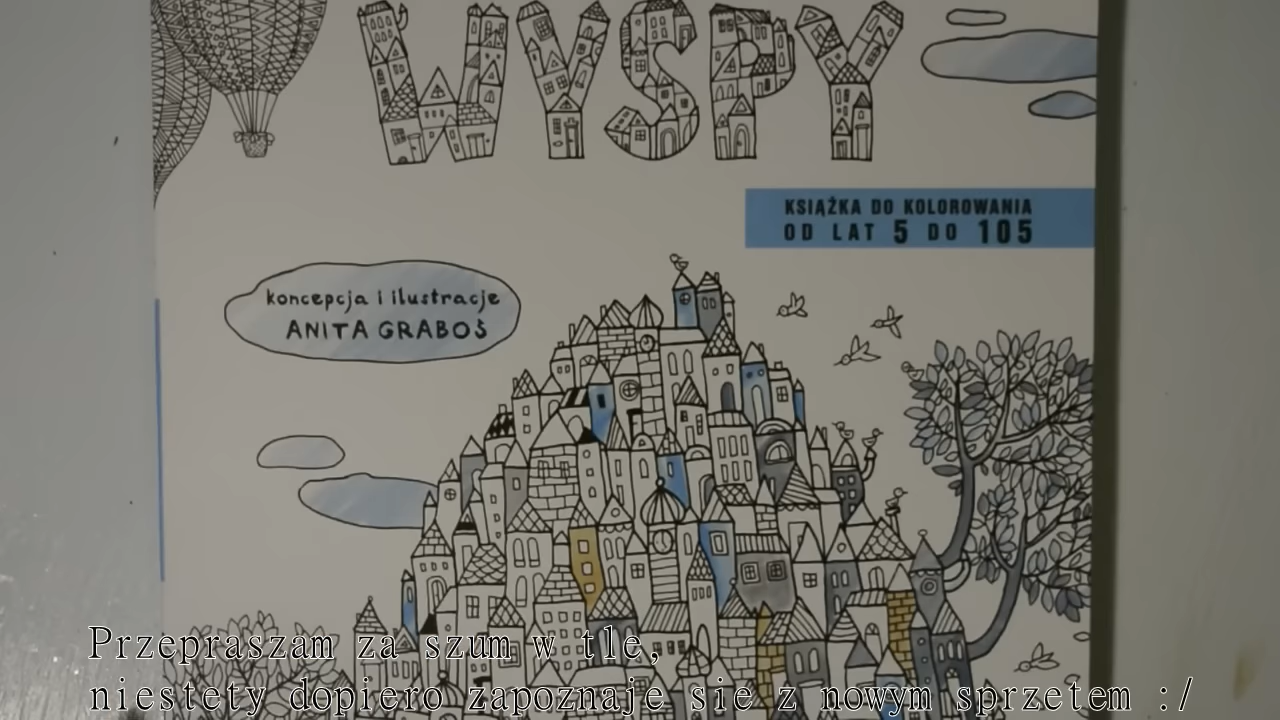 WYSPY
KSIĄŻKA DO KOLOROWANIA
OD LAT 5 DO 105
koncepcja i ilustracje
ANITA GRABOŚ
Przepraszam za szum w tle,
niestety dopiero zapoznaje sie z nowym sprzetem :/